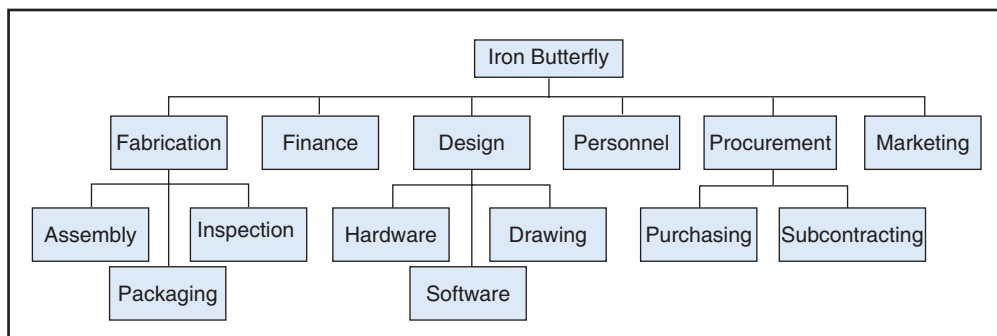 Iron Butterfly
Fabrication
Finance
Design
Personnel
Procurement
Marketing
Assembly
Inspection
Hardware
Drawing
Purchasing
Subcontracting
Packaging
Software